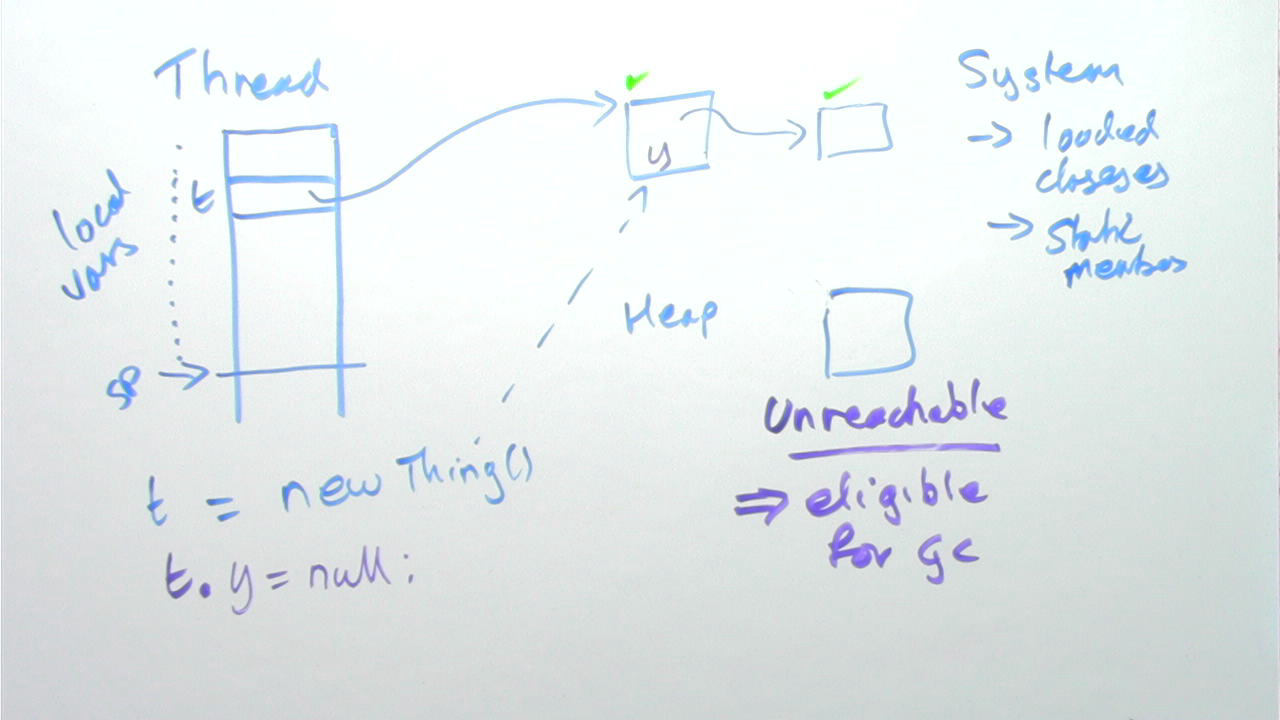 Thread
local
vars
t
SP
t = new Thing()
t. y = null;
y
Heap
Unreachable
⇒ eligible
for GC
System
→ loaded
classes
→ static
members